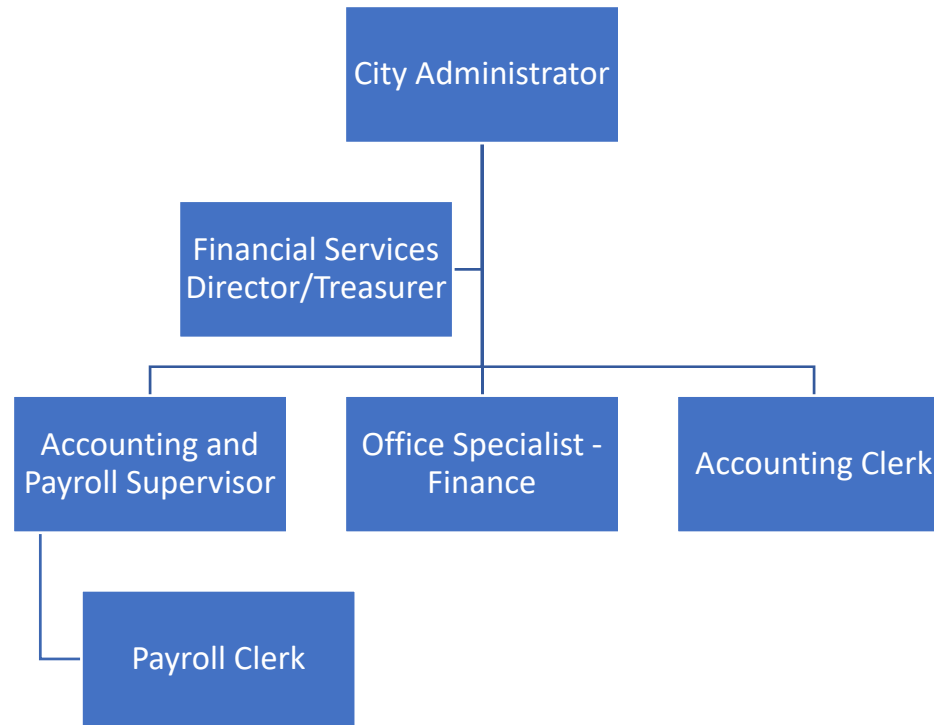 City Administrator
Financial Services
Director/Treasurer
Accounting and
Payroll Supervisor
Office Specialist -
Finance
Accounting Clerk
Payroll Clerk